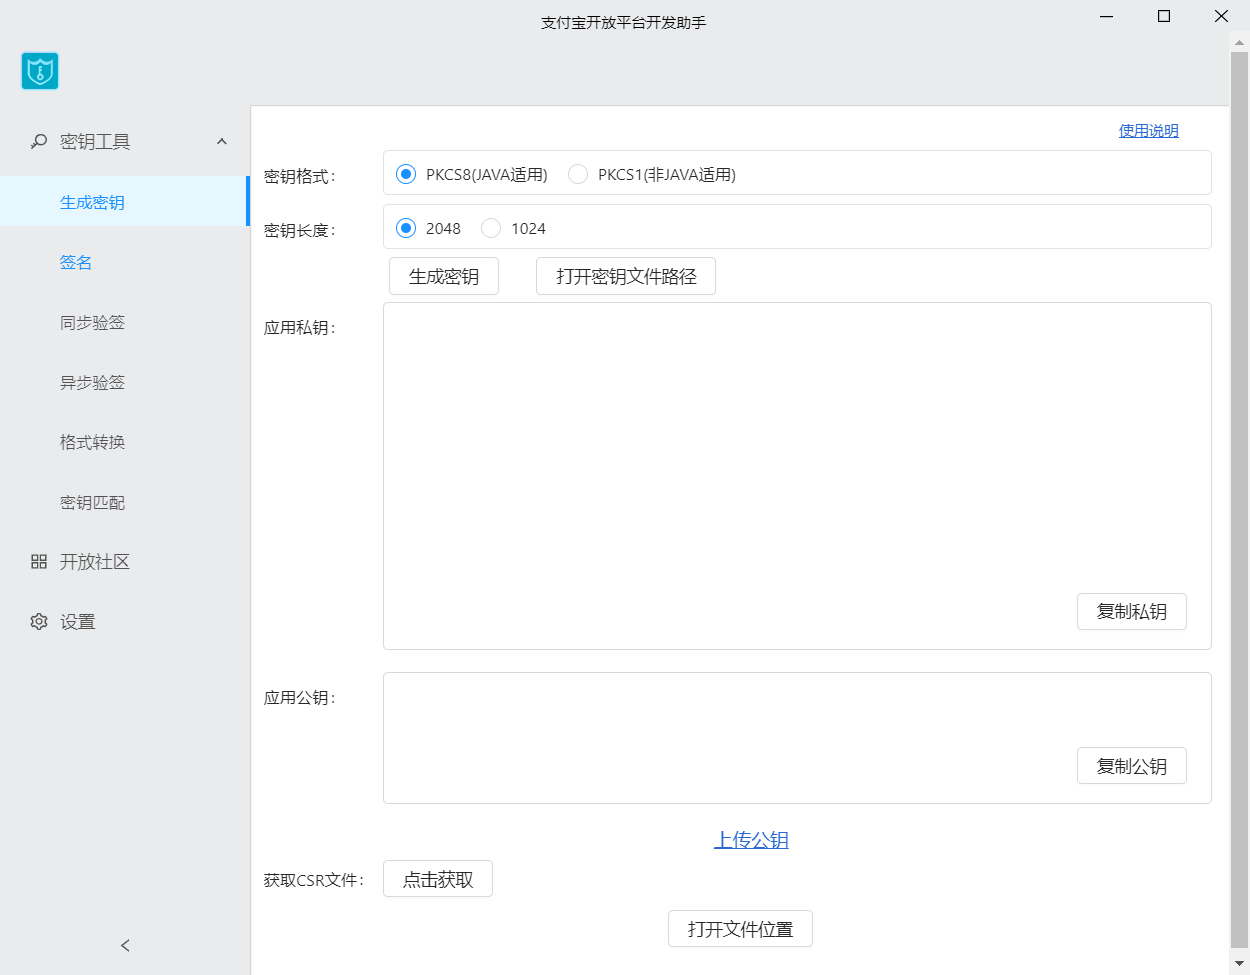 支付宝开放平台开发助手
密钥工具
生成密钥
签名
同步验签
异步验签
格式转换
密钥匹配
开放社区
设置
使用说明
密钥格式：
PKCS8(JAVA适用)
PKCS1(非JAVA适用)
密钥长度：
2048
1024
生成密钥
打开密钥文件路径
应用私钥：
复制私钥
应用公钥：
复制公钥
上传公钥
获取CSR文件：
点击获取
打开文件位置